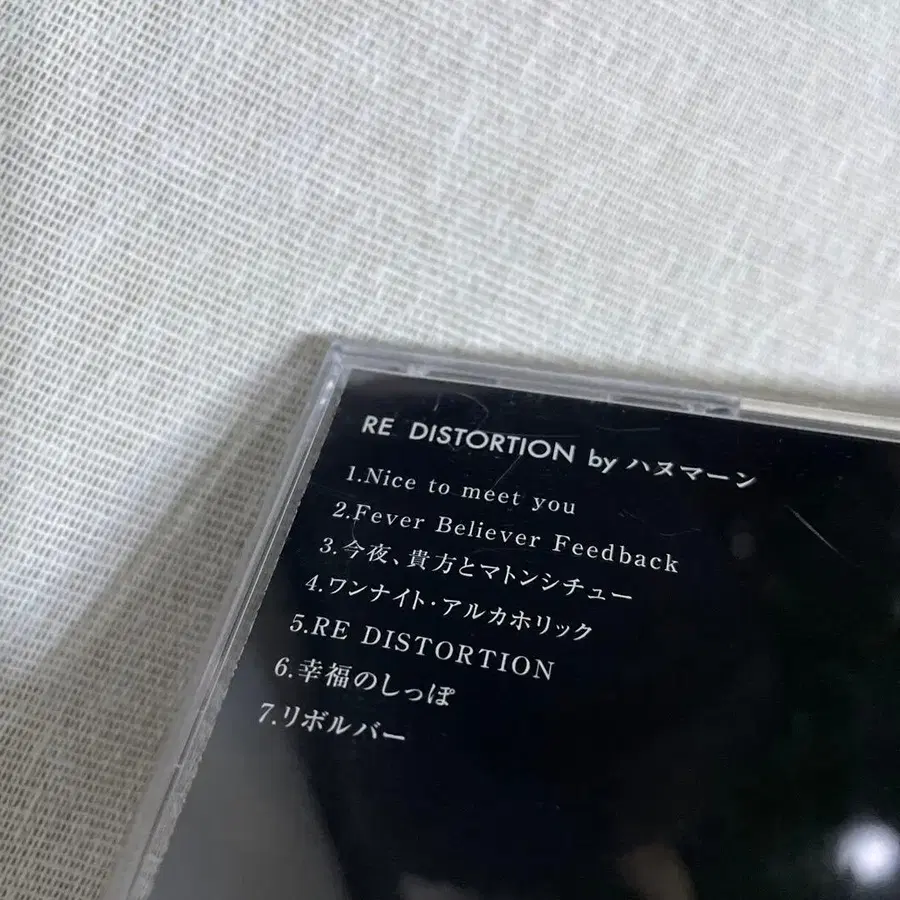 RE DISTORTION by ハヌマーン
1.Nice to meet you
2.Fever Believer Feedback
3.今夜、貴方とマトンシチュー
4.ワンナイト・アルカホリック
5.RE DISTORTION
6.幸福のしっぽ
7.リボルバー